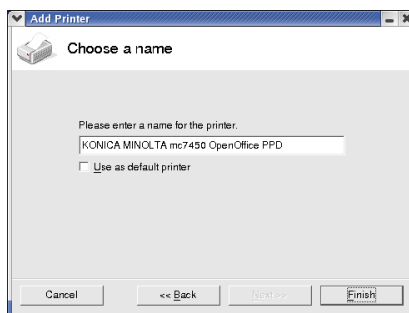 Add Printer
Choose a name
Please enter a name for the printer.
KONICA MINOLTA mc7450 OpenOffice PPD
Use as default printer
Cancel
<< Back
Next >>
Finish